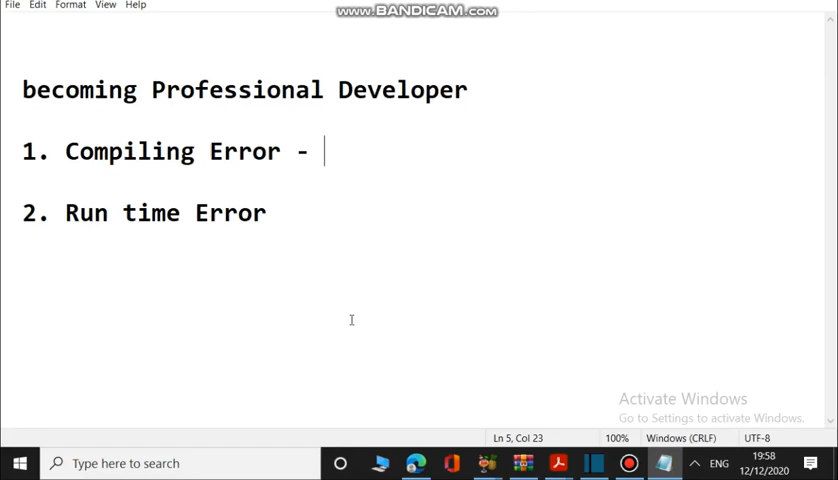 File Edit Format View Help
www.BANDICAM.com
becoming Professional Developer
1. Compiling Error -
2. Run time Error
Activate Windows
Go to Settings to activate Windows.
Ln 5, Col 23 100% Windows (CRLF) UTF-8
Type here to search
ENG
19:58
12/12/2020